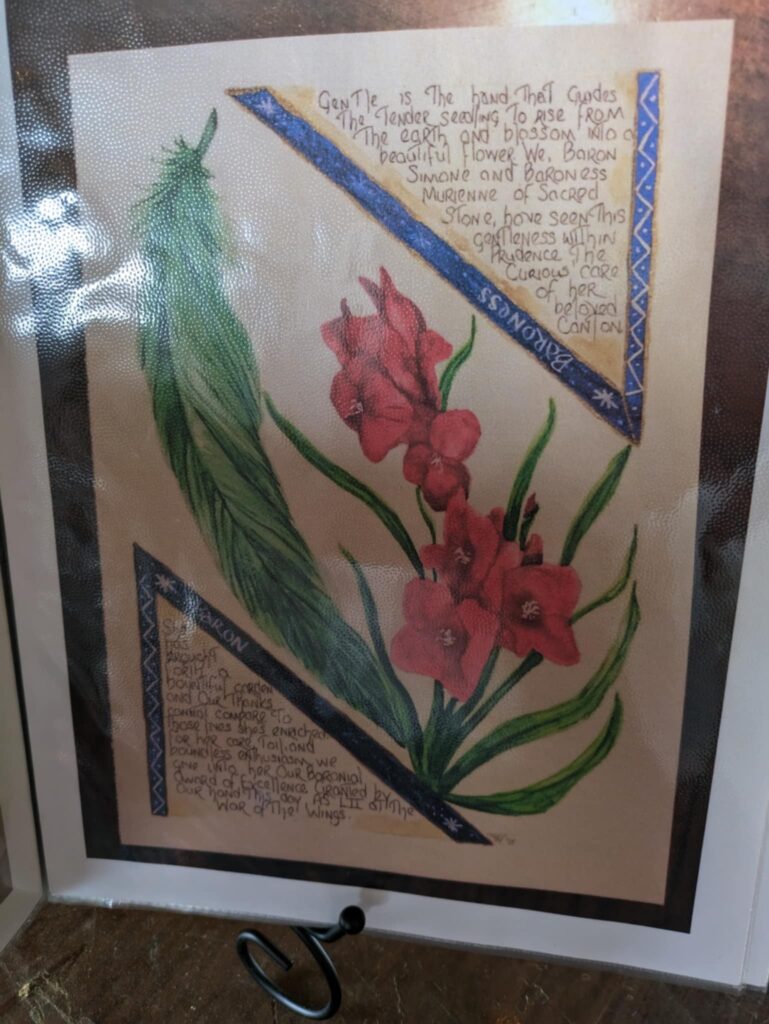 Gentle is the hand that guides
the tender seedling to rise from
the earth and blossom into a
beautiful flower. We, Baron
Simone and Baroness
Murienne of Sacred
Stone, have seen this
gentleness within
Prudence the
Curious care
of her
beloved
Canton
Baroness
Baron
She
has
brought
forth a
bountiful garden
and Our Thanks
cannot compare to
those lives she's enriched
for her care, toil, and
boundless enthusiasm, we
give unto her Our Baronial
Award of Excellence Granted by
Our hand this day, AS LII at the
War of the Wings.